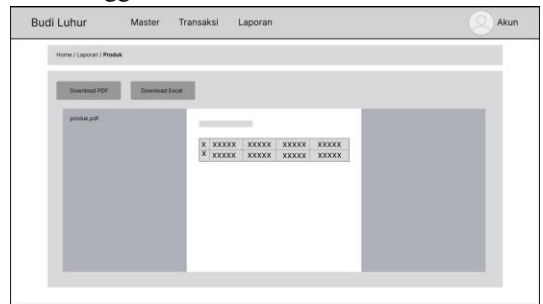 Budi Luhur Master Transaksi Laporan Akun
Home / Laporan / Produk
Download PDF Download Excel
produk.pdf
X XXXXX XXXXX XXXXX XXXXX
X XXXXX XXXXX XXXXX XXXXX